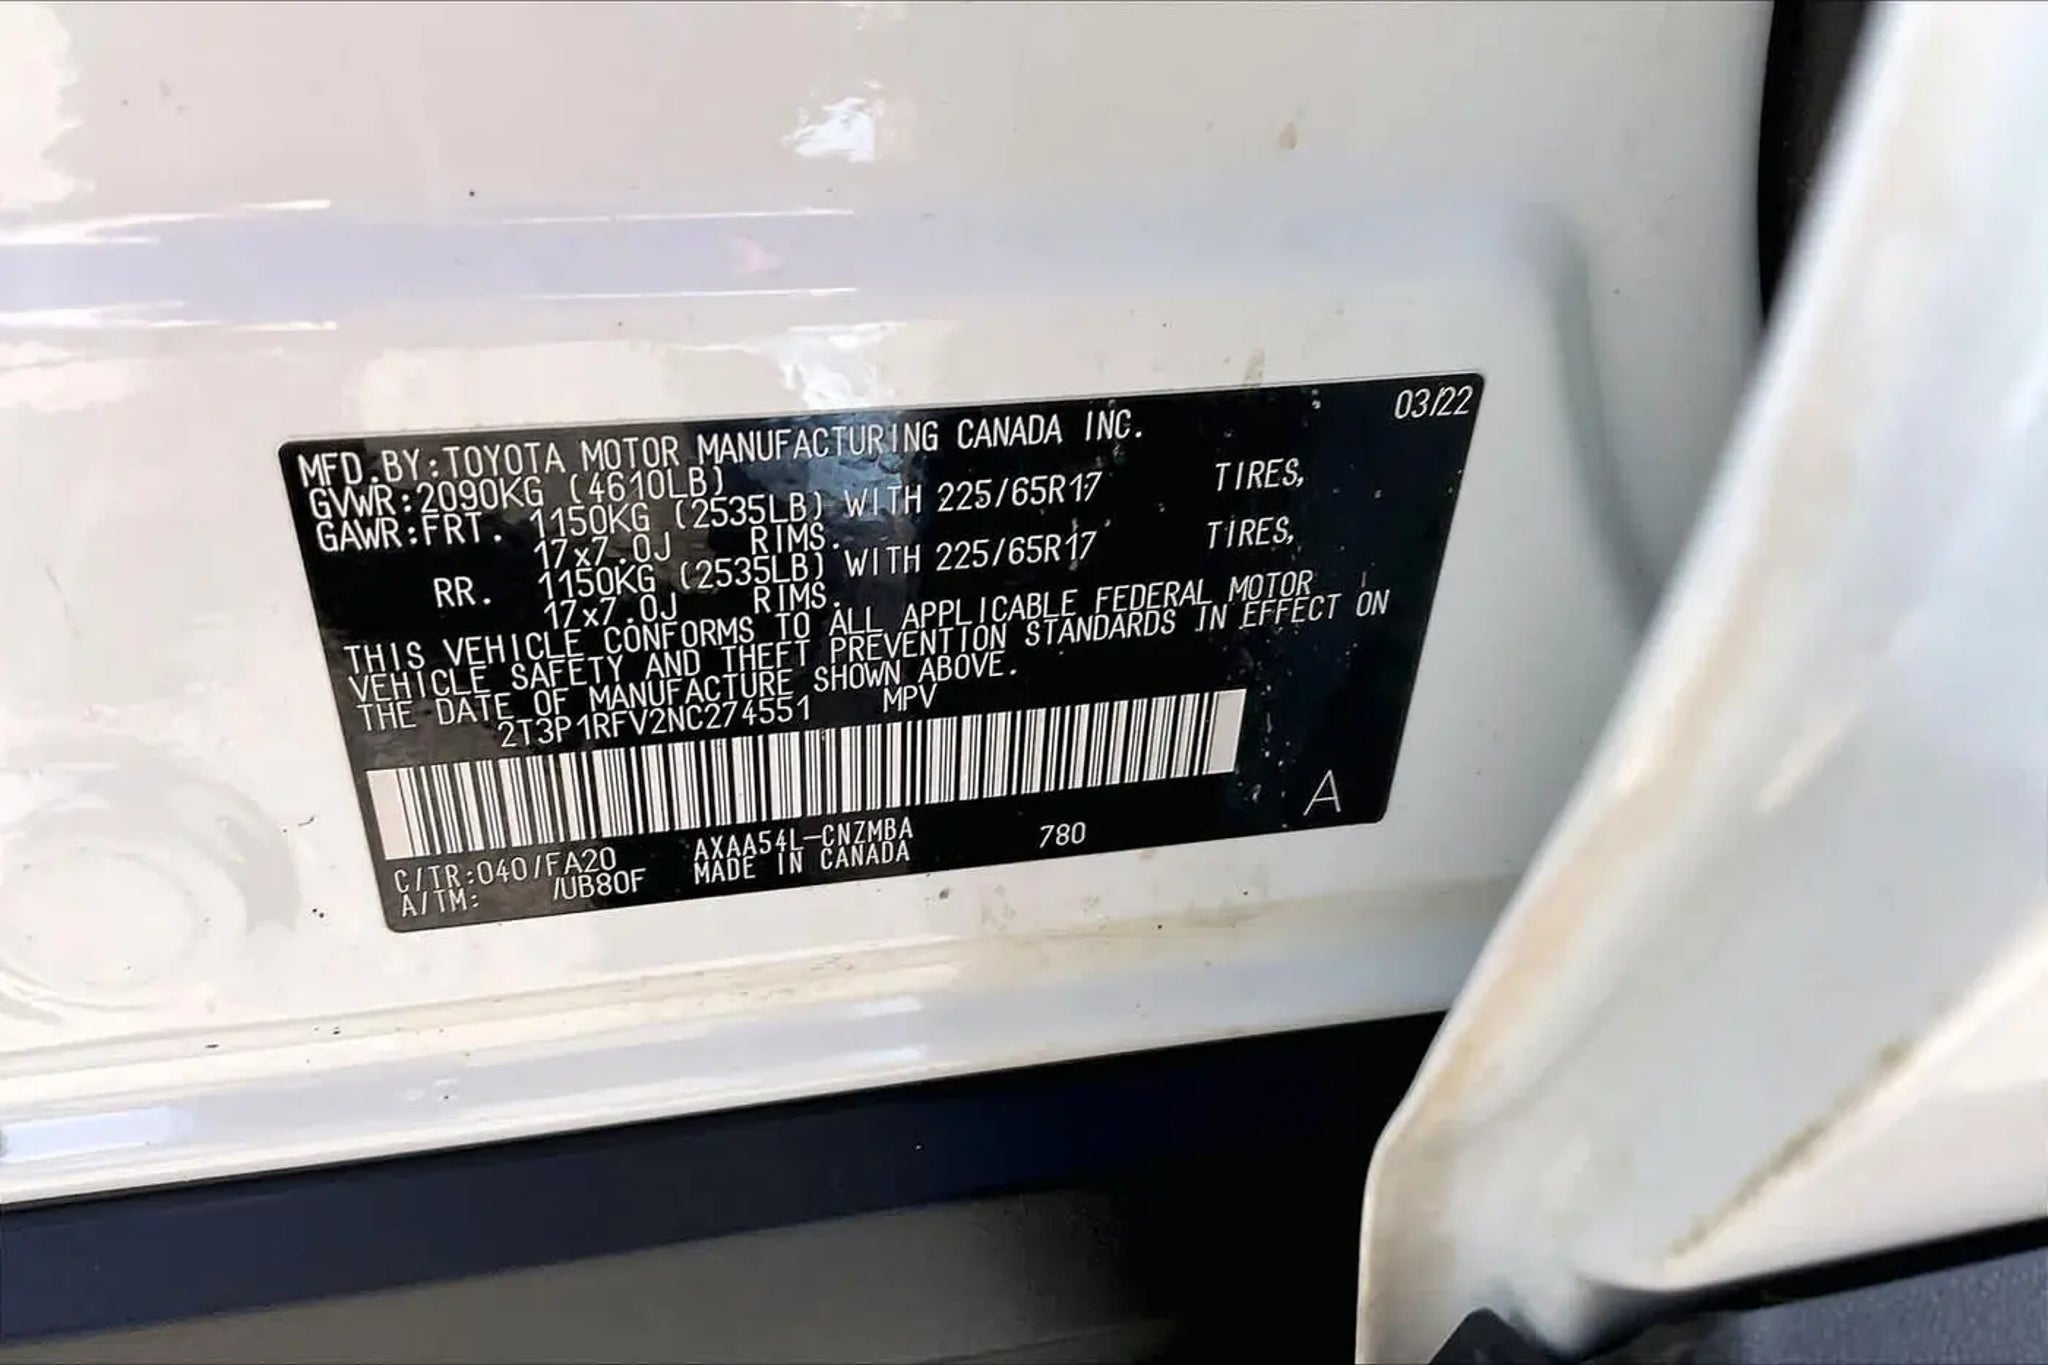 03/22
MFD.BY:TOYOTA MOTOR MANUFACTURING CANADA INC.
GVWR:2090KG (4610LB)
GAWR:FRT. 1150KG (2535LB) WITH 225/65R17 TIRES,
17x7.0J RIMS.
RR. 1150KG (2535LB) WITH 225/65R17 TIRES,
17x7.0J RIMS.
THIS VEHICLE CONFORMS TO ALL APPLICABLE FEDERAL MOTOR
VEHICLE SAFETY AND THEFT PREVENTION STANDARDS IN EFFECT ON
THE DATE OF MANUFACTURE SHOWN ABOVE.
2T3P1RFV2NC274551 MPV
A
C/TR:040/FA20 AXAA54L-CNZMBA 780
A/TM: /UB80F MADE IN CANADA